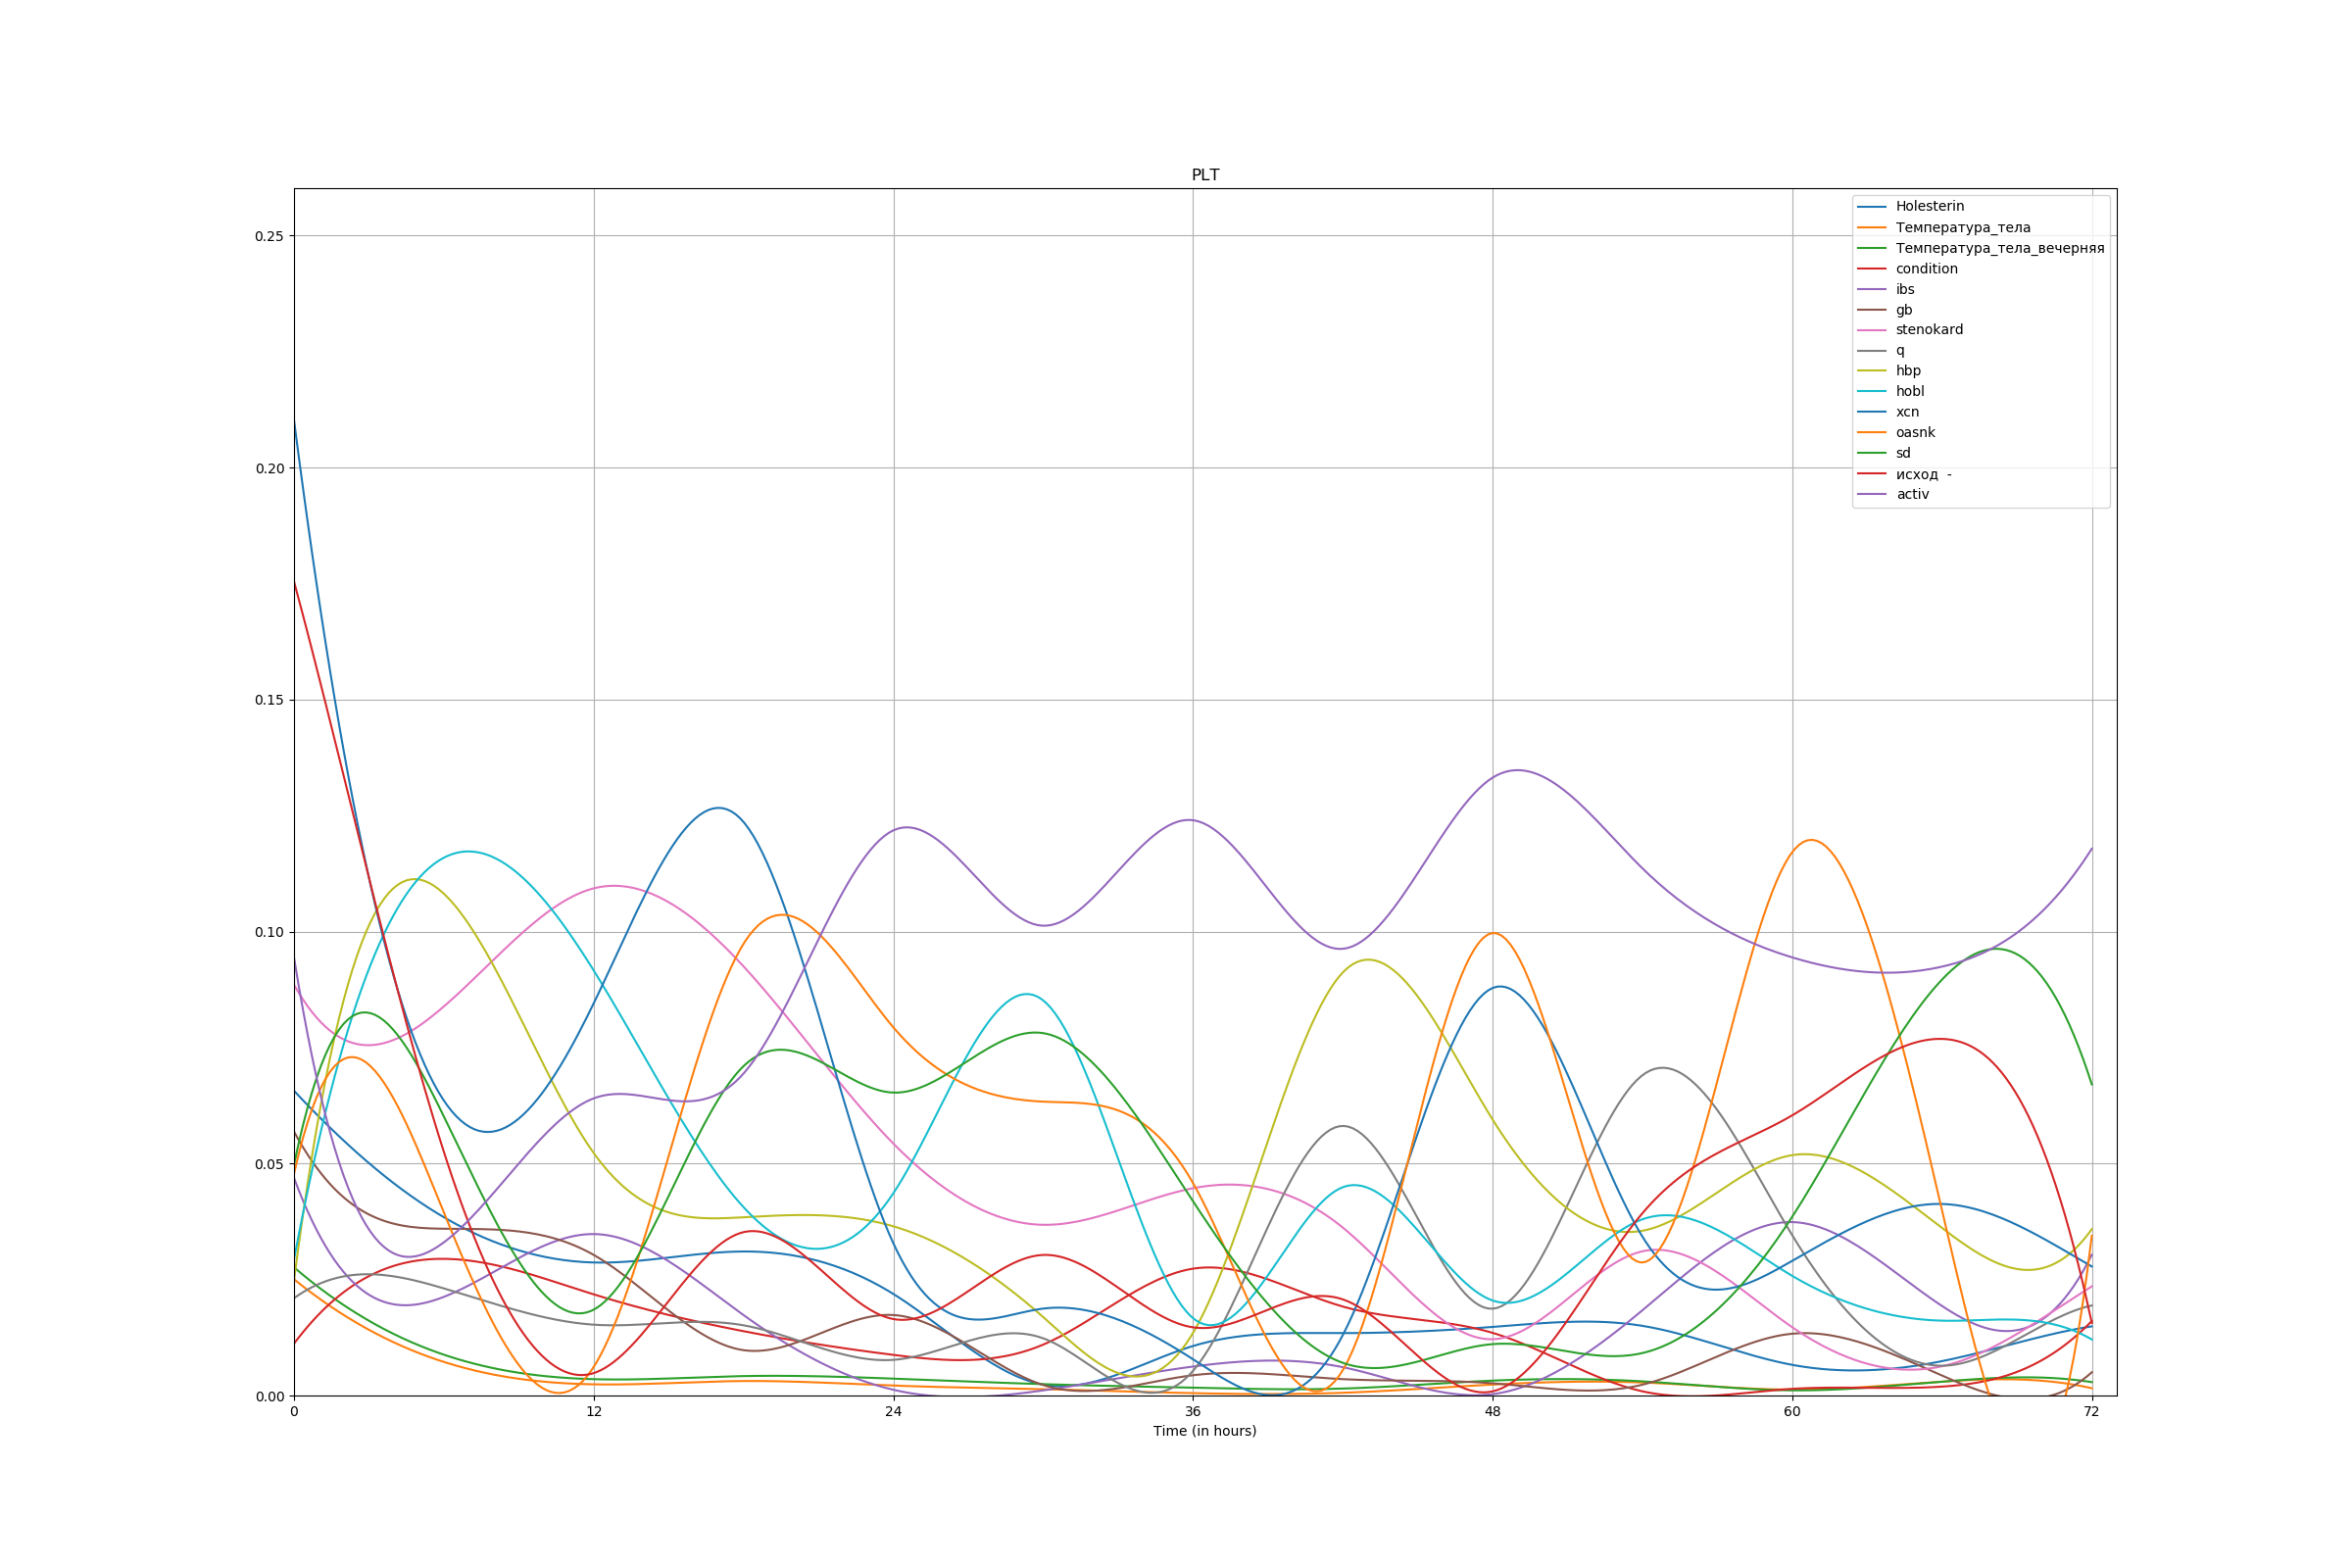 PLT
0.25
0.20
0.15
0.10
0.05
0.00
0 12 24 36 48 60 72
Time (in hours)
Holesterin
Температура_тела
Температура_тела_вечерняя
condition
ibs
gb
stenokard
q
hbp
hobl
xcn
oasnk
sd
исход -
activ